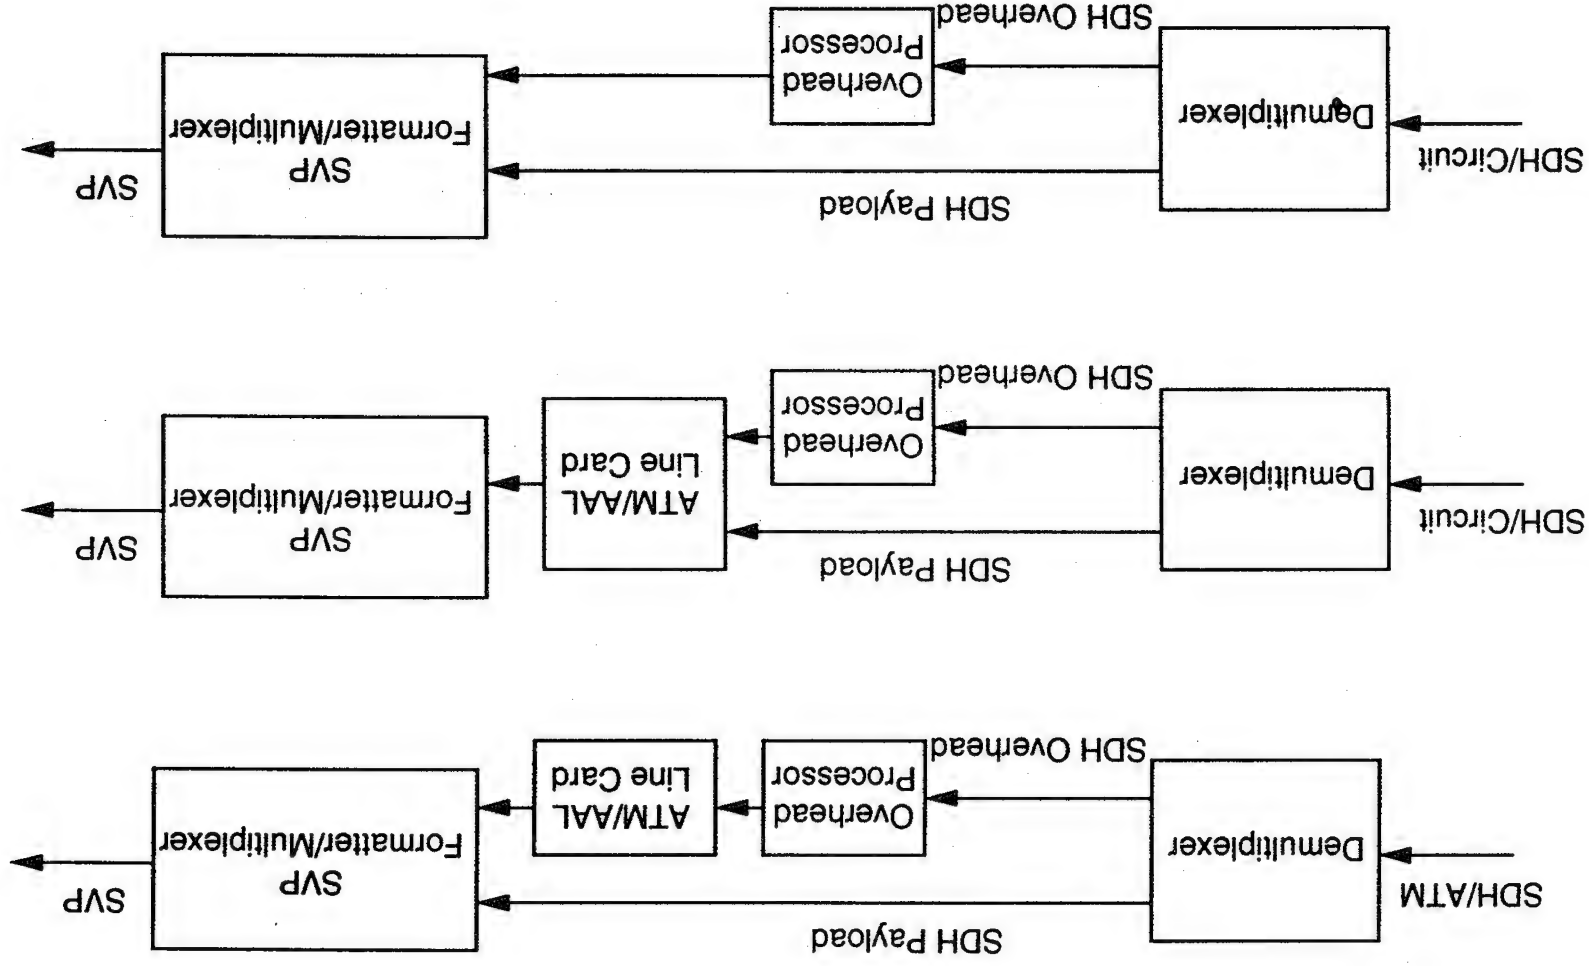 SDH Payload
SDH/ATM
Demultiplexer
SDH Overhead
Overhead
Processor
ATM/AAL
Line Card
SVP
Formatter/Multiplexer
SVP
SDH Payload
SDH/Circuit
Demultiplexer
SDH Overhead
Overhead
Processor
ATM/AAL
Line Card
SVP
Formatter/Multiplexer
SVP
SDH Payload
SDH/Circuit
Demultiplexer
SDH Overhead
Overhead
Processor
SVP
Formatter/Multiplexer
SVP